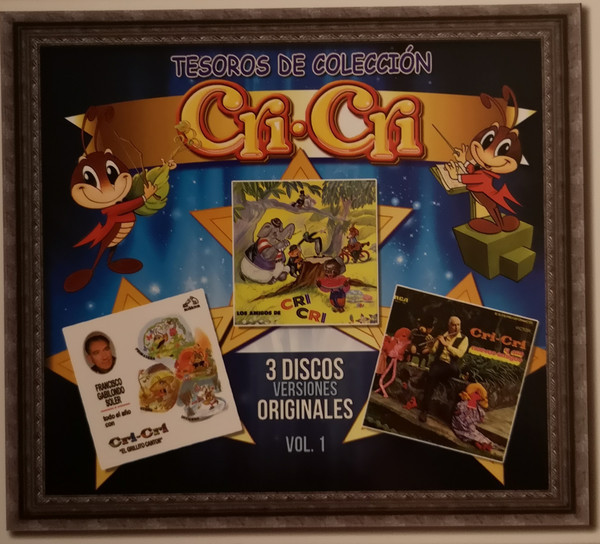 TESOROS DE COLECCIÓN
Cri·Cri
LOS AMIGOS DE
CRI
CRI
FRANCISCO
GABILONDO
SOLER
todo el año
con
Cri-Cri
"EL GRILLITO CANTOR"
RCA
Cri-Cri
3 DISCOS
VERSIONES
ORIGINALES
VOL. 1